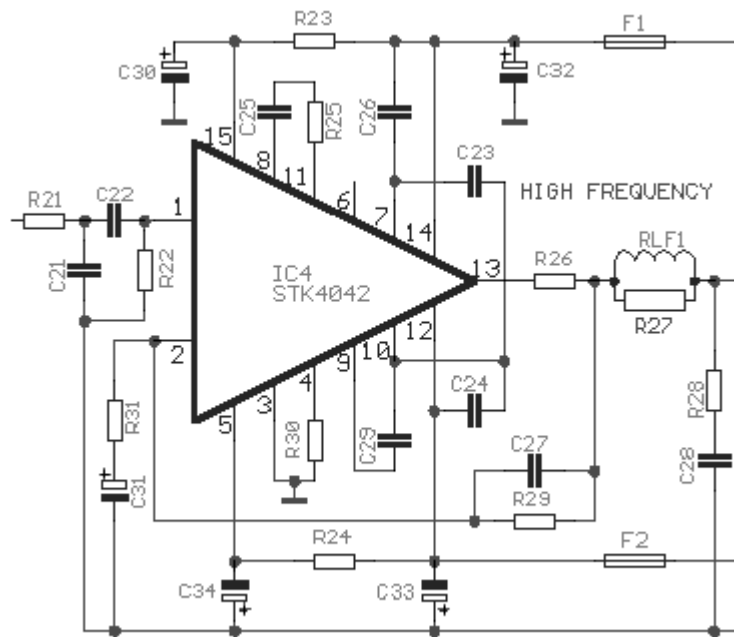 R23
F1
C30
C32
C25
R25
C26
15
8
11
6
7
14
C23
HIGH FREQUENCY
R21
C22
1
C21
R22
IC4
STK4042
13
R26
RLF1
R27
2
12
10
9
4
3
5
C24
R31
R30
C29
R28
C31
C27
C28
R29
R24
F2
C34
C33
+
+
+
+
+